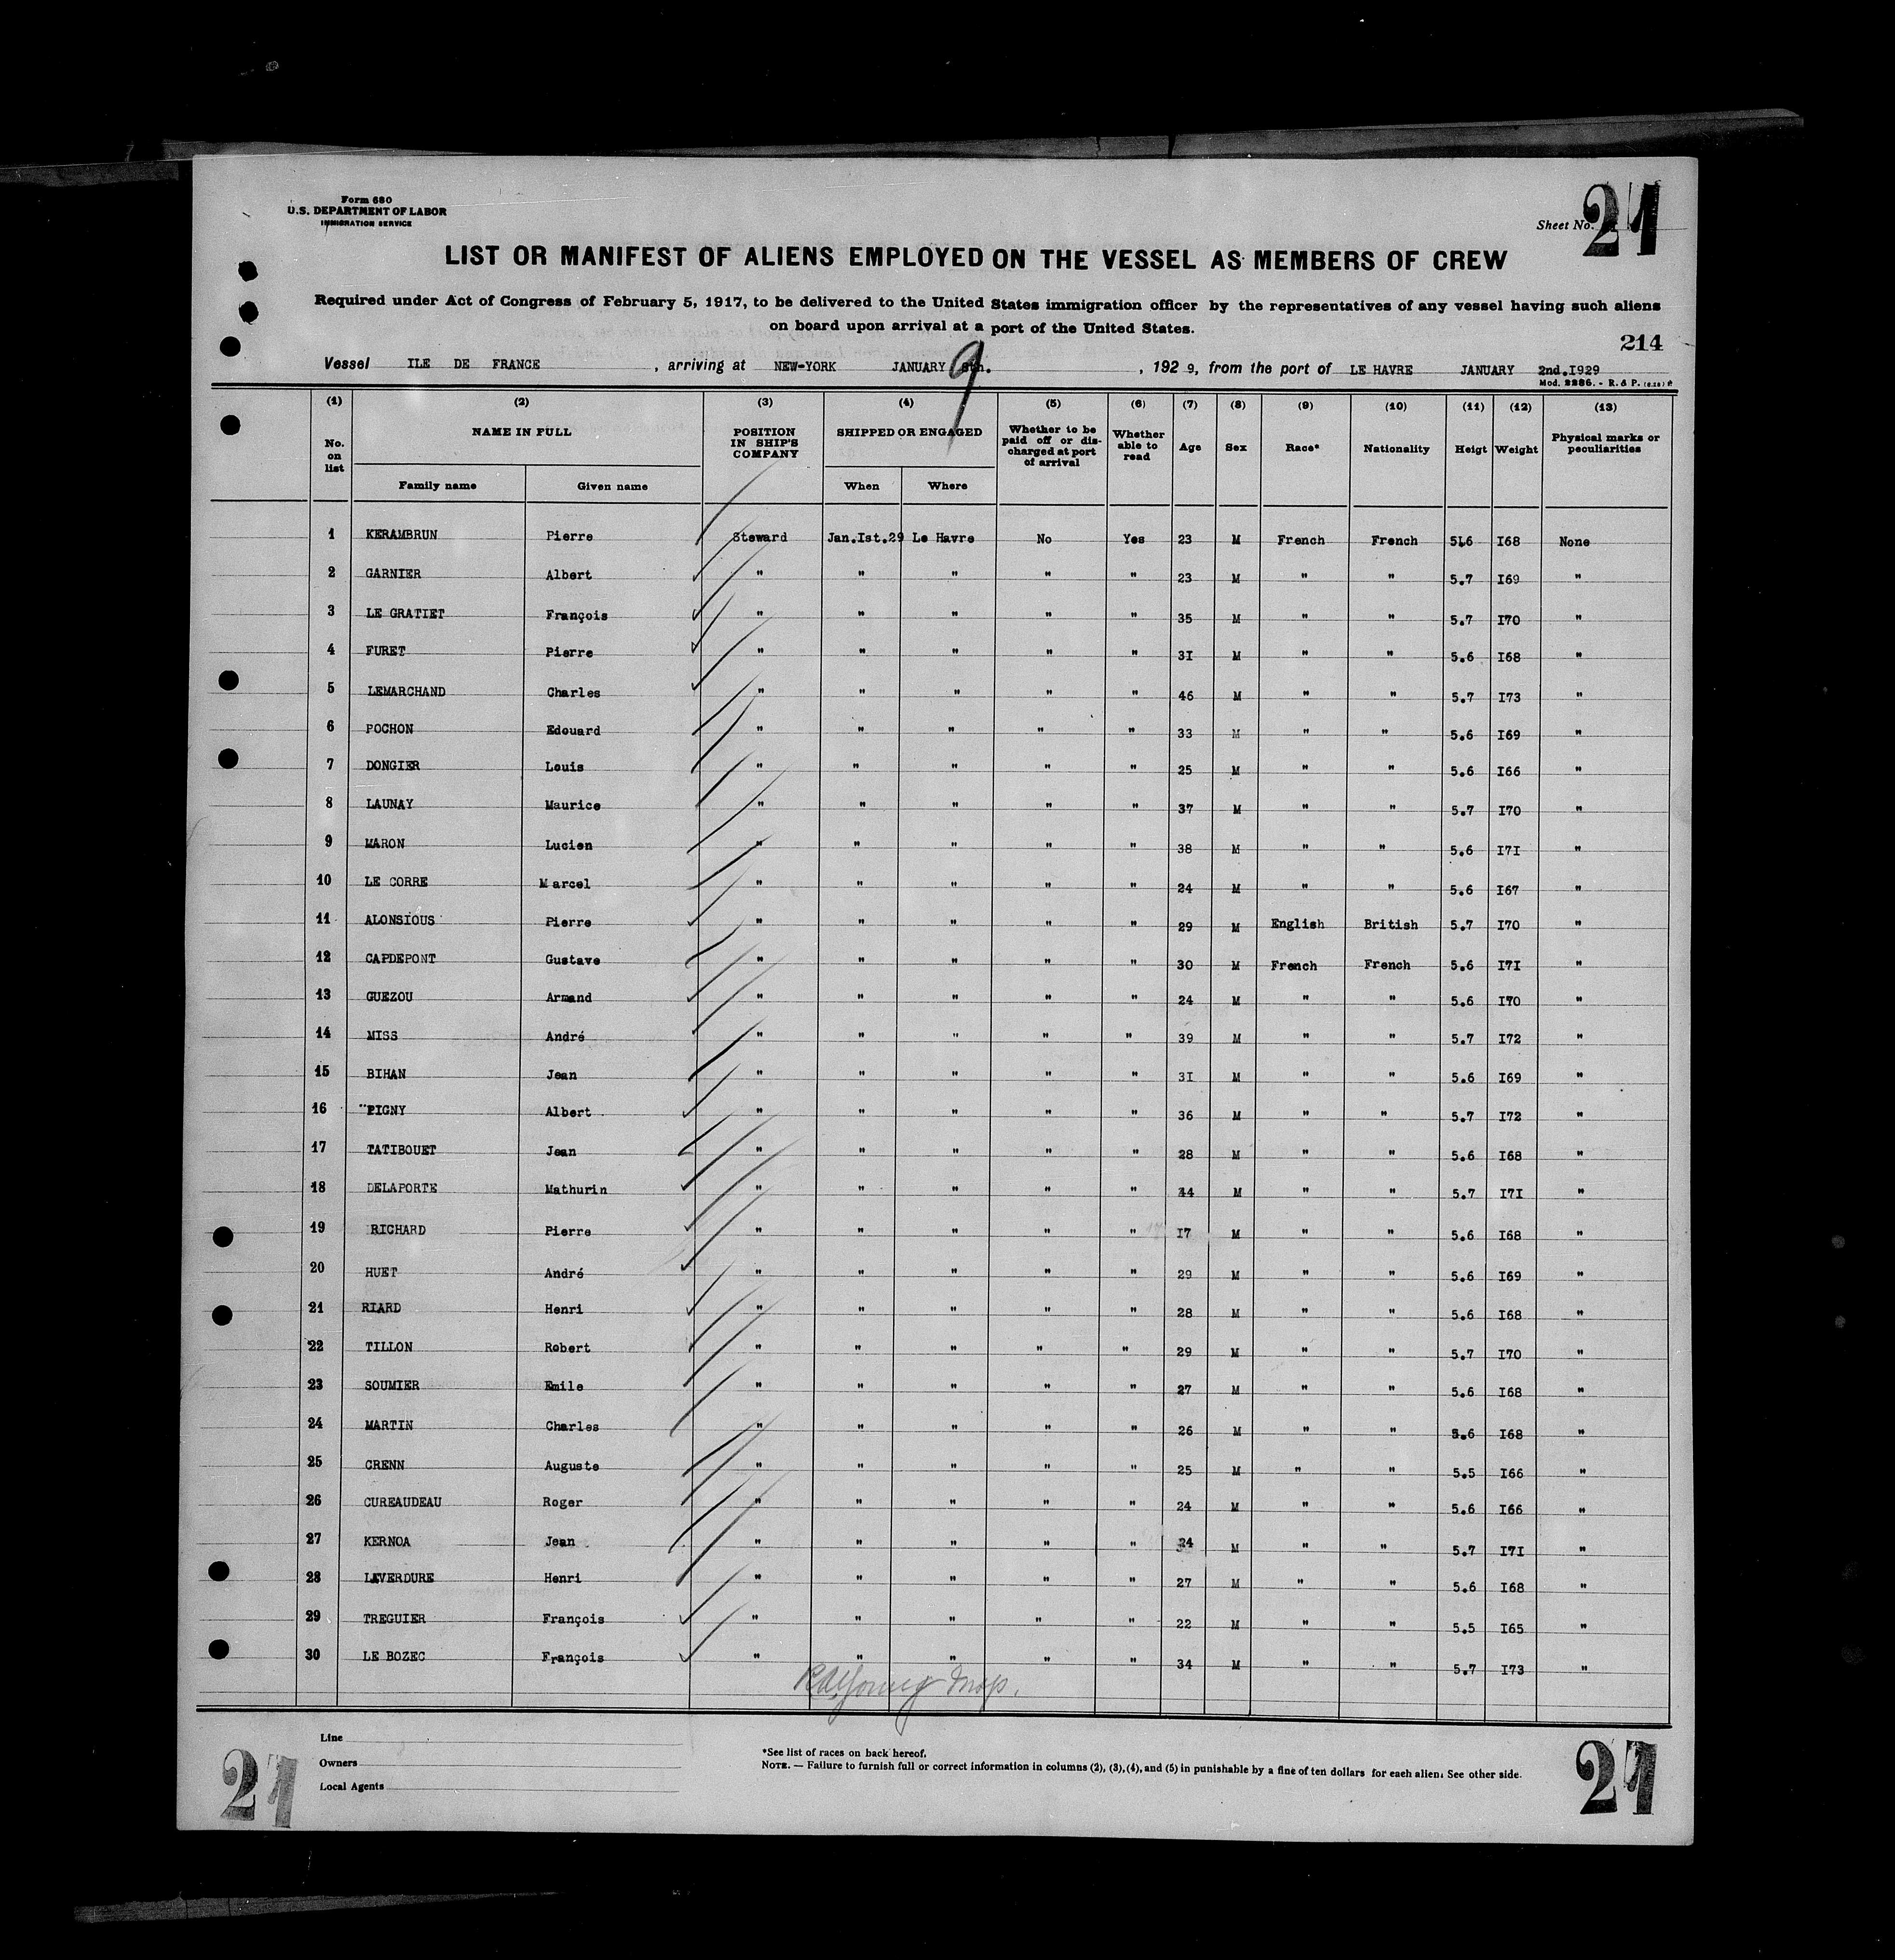 Form 680
U.S. DEPARTMENT OF LABOR
IMMIGRATION SERVICE
Sheet No. 21
LIST OR MANIFEST OF ALIENS EMPLOYED ON THE VESSEL AS MEMBERS OF CREW
Required under Act of Congress of February 5, 1917, to be delivered to the United States immigration officer by the representatives of any vessel having such aliens
on board upon arrival at a port of the United States.
214
Vessel ILE DE FRANCE , arriving at NEW-YORK JANUARY 9 , 192 9, from the port of LE HAVRE JANUARY 2nd.I929
Mod. 2286. - R. & P.
(1) (2) (3) (4) (5) (6) (7) (8) (9) (10) (11) (12) (13)
No. on list NAME IN FULL POSITION IN SHIP'S COMPANY SHIPPED OR ENGAGED Whether to be paid off or discharged at port of arrival Whether able to read Age Sex Race* Nationality Heigt Weight Physical marks or peculiarities
Family name Given name When Where
1 KERAMBRUN Pierre Steward Jan.Ist.29 Le Havre No Yes 23 M French French 5L6 I68 None
2 GARNIER Albert " " " " " 23 M " " 5.7 I69 "
3 LE GRATIET François " " " " " 35 M " " 5.7 I70 "
4 FURET Pierre " " " " " 3I M " " 5.6 I68 "
5 LEMARCHAND Charles " " " " " 46 M " " 5.7 I73 "
6 POCHON Edouard " " " " " 33 M " " 5.6 I69 "
7 DONGIER Louis " " " " " 25 M " " 5.6 I66 "
8 LAUNAY Maurice " " " " " 37 M " " 5.7 I70 "
9 MARON Lucien " " " " " 38 M " " 5.6 I7I "
10 LE CORRE Marcel " " " " " 24 M " " 5.6 I67 "
11 ALONSIOUS Pierre " " " " " 29 M English British 5.7 I70 "
12 CAPDEPONT Gustave " " " " " 30 M French French 5.6 I7I "
13 GUEZOU Armand " " " " " 24 M " " 5.6 I70 "
14 MISS André " " " " " 39 M " " 5.7 I72 "
15 BIHAN Jean " " " " " 3I M " " 5.6 I69 "
16 "PIGNY Albert " " " " " 36 M " " 5.7 I72 "
17 TATIBOUET Jean " " " " " 28 M " " 5.6 I68 "
18 DELAPORTE Mathurin " " " " " 44 M " " 5.7 I7I "
19 RICHARD Pierre " " " " " I7 M " " 5.6 I68 "
20 HUET André " " " " " 29 M " " 5.6 I69 "
21 RIARD Henri " " " " " 28 M " " 5.6 I68 "
22 TILLON Robert " " " " " 29 M " " 5.7 I70 "
23 SOUMIER Emile " " " " " 27 M " " 5.6 I68 "
24 MARTIN Charles " " " " " 26 M " " 5.6 I68 "
25 CRENN Auguste " " " " " 25 M " " 5.5 I66 "
26 CUREAUDEAU Roger " " " " " 24 M " " 5.6 I66 "
27 KERNOA Jean " " " " " 24 M " " 5.7 I7I "
28 LAVERDURE Henri " " " " " 27 M " " 5.6 I68 "
29 TREGUIER François " " " " " 22 M " " 5.5 I65 "
30 LE BOZEC François " " " " " 34 M " " 5.7 I73 "
Line
Owners
Local Agents
*See list of races on back hereof.
NOTE. — Failure to furnish full or correct information in columns (2), (3), (4), and (5) in punishable by a fine of ten dollars for each alien. See other side.
21 21